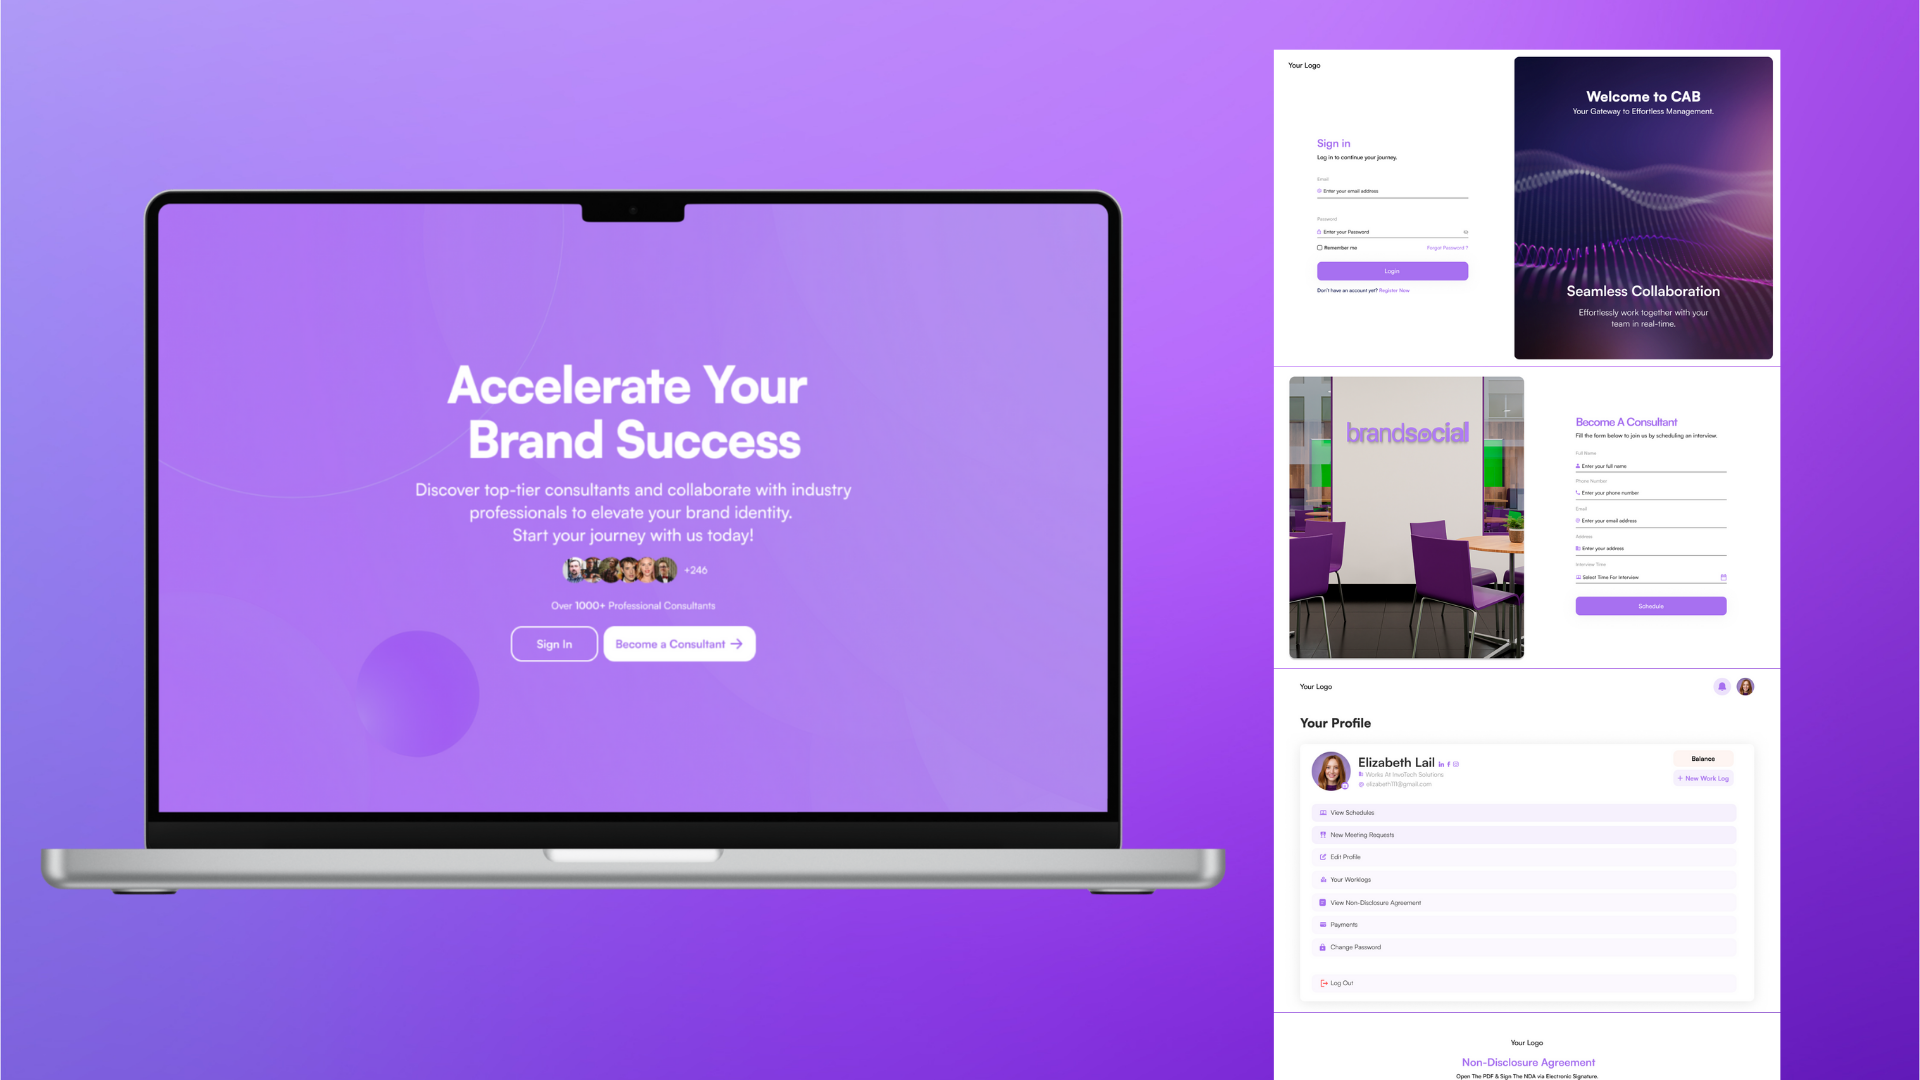 Accelerate Your
Brand Success
Discover top-tier consultants and collaborate with industry
professionals to elevate your brand identity.
Start your journey with us today!
+246
Over 1000+ Professional Consultants
Sign In
Become a Consultant →
Your Logo
Sign in
Log in to continue your journey.
Email
Enter your email address
Password
Enter your Password
Remember me
Forgot Password ?
Login
Don't have an account yet? Register Now
Welcome to CAB
Your Gateway to Effortless Management.
Seamless Collaboration
Effortlessly work together with your
team in real-time.
brandsocial
Become A Consultant
Fill the form below to join us by scheduling an interview.
Full Name
Enter your full name
Phone Number
Enter your phone number
Email
Enter your email address
Address
Enter your address
Interview Time
Select Time For Interview
Schedule
Your Logo
Your Profile
Elizabeth Lail
Works At InvoTech Solutions
elizabeth111@gmail.com
Balance
+ New Work Log
View Schedules
New Meeting Requests
Edit Profile
Your Worklogs
View Non-Disclosure Agreement
Payments
Change Password
Log Out
Your Logo
Non-Disclosure Agreement
Open The PDF & Sign The NDA via Electronic Signature.